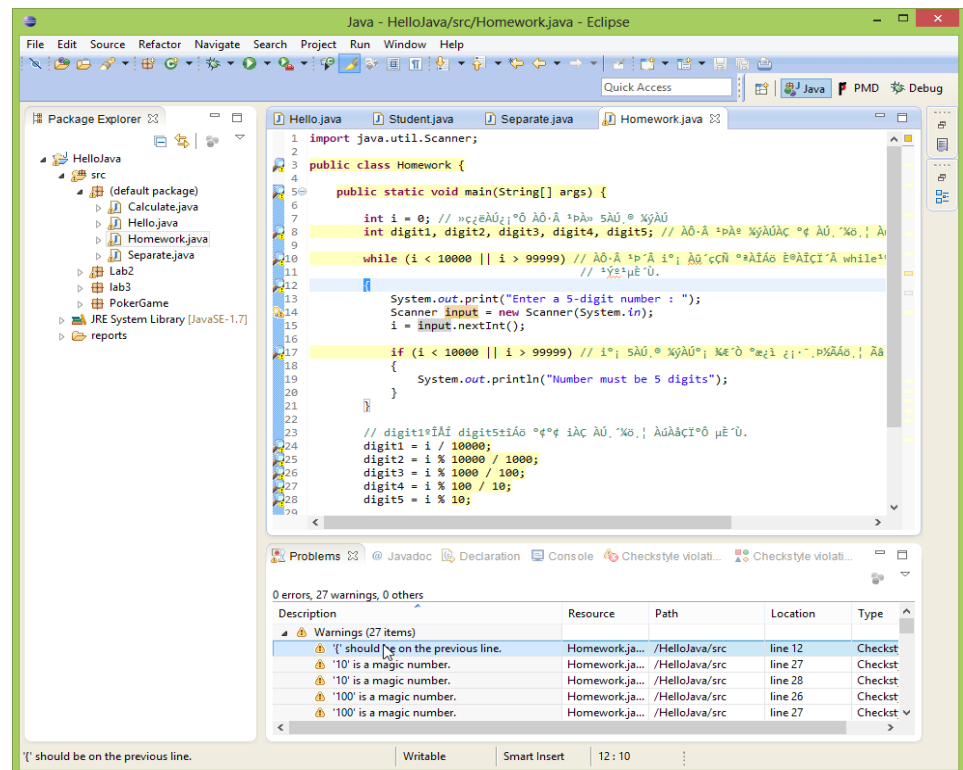 Java - HelloJava/src/Homework.java - Eclipse
File Edit Source Refactor Navigate Search Project Run Window Help
Quick Access
Java PMD Debug
Package Explorer
HelloJava
src
(default package)
Calculate.java
Hello.java
Homework.java
Separate.java
Lab2
lab3
PokerGame
JRE System Library [JavaSE-1.7]
reports
Hello.java Student.java Separate.java Homework.java
1 import java.util.Scanner;
2
3 public class Homework {
4
5 public static void main(String[] args) {
6
7 int i = 0; //
8 int digit1, digit2, digit3, digit4, digit5; //
9
10 while (i < 10000 || i > 99999) //
11 //
12 {
13 System.out.print("Enter a 5-digit number : ");
14 Scanner input = new Scanner(System.in);
15 i = input.nextInt();
16
17 if (i < 10000 || i > 99999) //
18 {
19 System.out.println("Number must be 5 digits");
20 }
21 }
22
23 //
24 digit1 = i / 10000;
25 digit2 = i % 10000 / 1000;
26 digit3 = i % 1000 / 100;
27 digit4 = i % 100 / 10;
28 digit5 = i % 10;
29
Problems @ Javadoc Declaration Console Checkstyle violati... Checkstyle violati...
0 errors, 27 warnings, 0 others
Description Resource Path Location Type
Warnings (27 items)
'{' should be on the previous line. Homework.ja... /HelloJava/src line 12 Checkst
'10' is a magic number. Homework.ja... /HelloJava/src line 27 Checkst
'10' is a magic number. Homework.ja... /HelloJava/src line 28 Checkst
'100' is a magic number. Homework.ja... /HelloJava/src line 26 Checkst
'100' is a magic number. Homework.ja... /HelloJava/src line 27 Checkst
'{' should be on the previous line. Writable Smart Insert 12 : 10